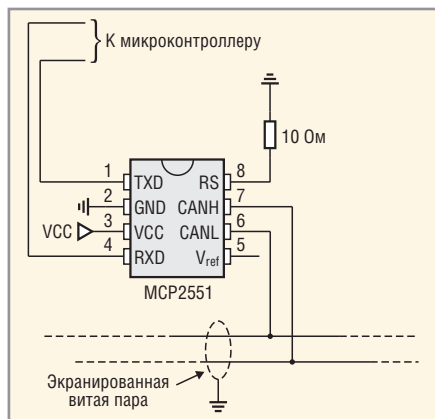 К микроконтроллеру
10 Ом
1 TXD RS 8
2 GND CANH 7
VCC 3 VCC CANL 6
4 RXD Vref 5
MCP2551
Экранированная
витая пара